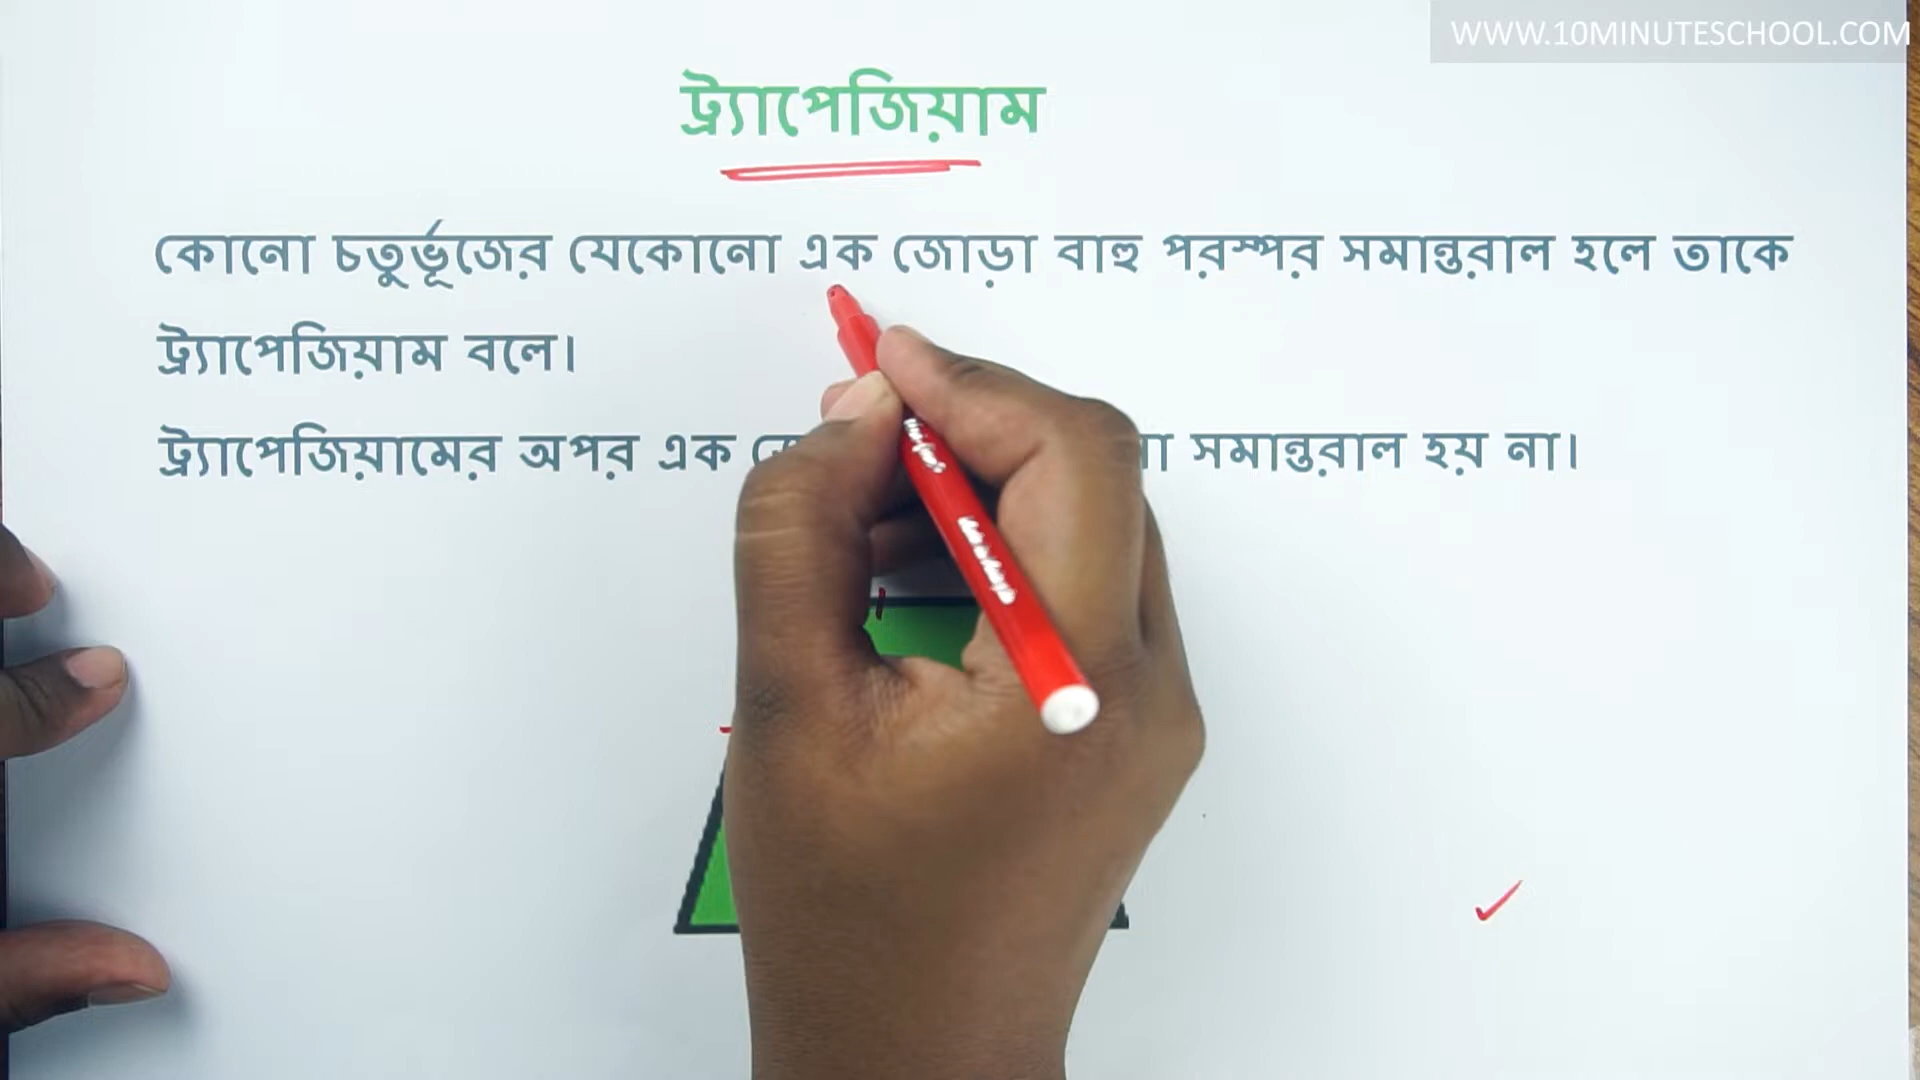 WWW.10MINUTESCHOOL.COM
ট্র্যাপেজিয়াম
কোনো চতুর্ভূজের যেকোনো এক জোড়া বাহু পরস্পর সমান্তরাল হলে তাকে
ট্র্যাপেজিয়াম বলে।
ট্র্যাপেজিয়ামের অপর এক সমান্তরাল হয় না।